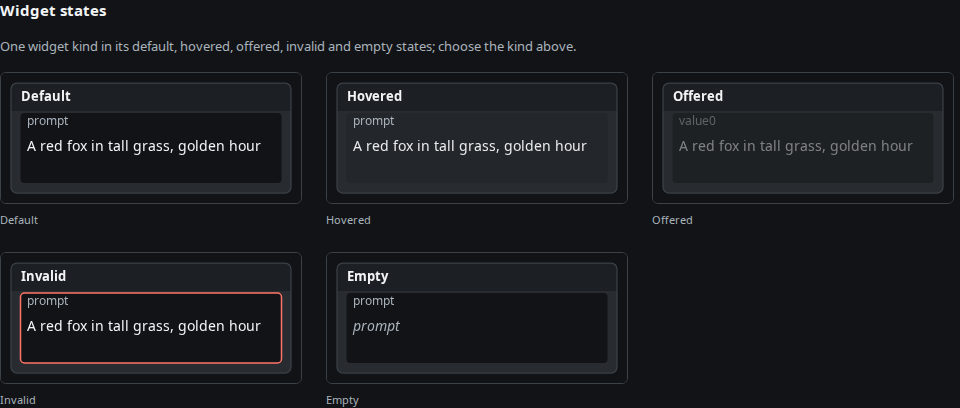 Widget states
One widget kind in its default, hovered, offered, invalid and empty states; choose the kind above.
Default
prompt
A red fox in tall grass, golden hour
Default
Hovered
prompt
A red fox in tall grass, golden hour
Hovered
Offered
value0
A red fox in tall grass, golden hour
Offered
Invalid
prompt
A red fox in tall grass, golden hour
Invalid
Empty
prompt
prompt
Empty